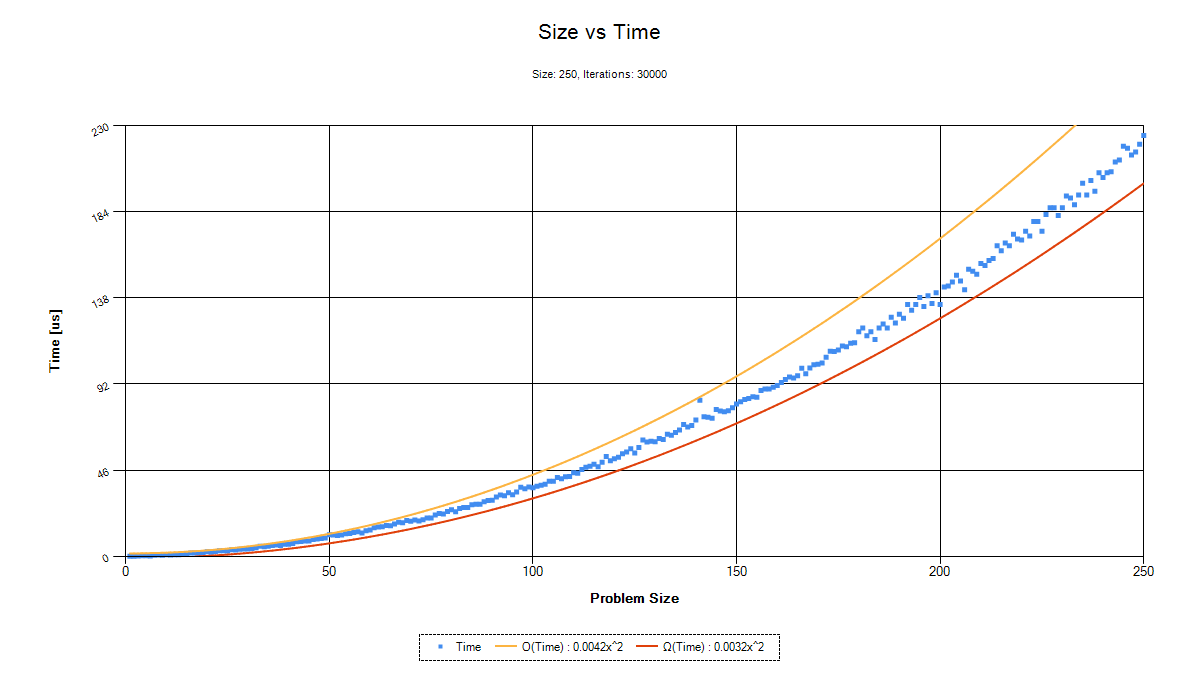 Size vs Time
Size: 250, Iterations: 30000
230
184
138
92
46
0
Time [us]
0 50 100 150 200 250
Problem Size
Time O(Time) : 0.0042x^2 Ω(Time) : 0.0032x^2